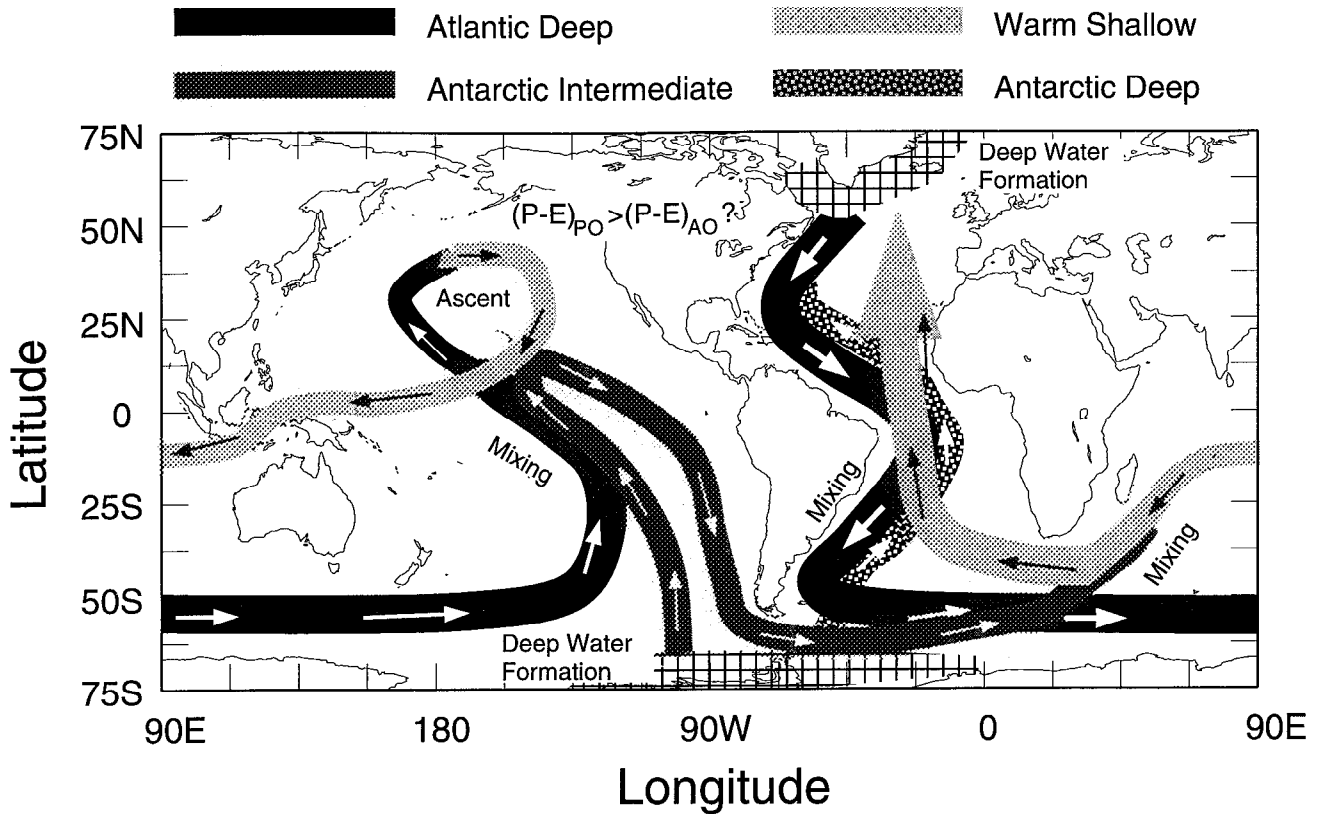 Atlantic Deep
Warm Shallow
Antarctic Intermediate
Antarctic Deep
75N
50N
25N
0
25S
50S
75S
Latitude
Deep Water
Formation
(P-E)PO>(P-E)AO?
Ascent
Mixing
Mixing
Mixing
Deep Water
Formation
90E
180
90W
0
90E
Longitude